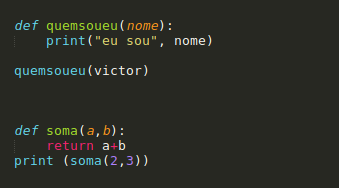 def quemsoueu(nome):
    print("eu sou", nome)
quemsoueu(victor)
def soma(a,b):
    return a+b
print (soma(2,3))